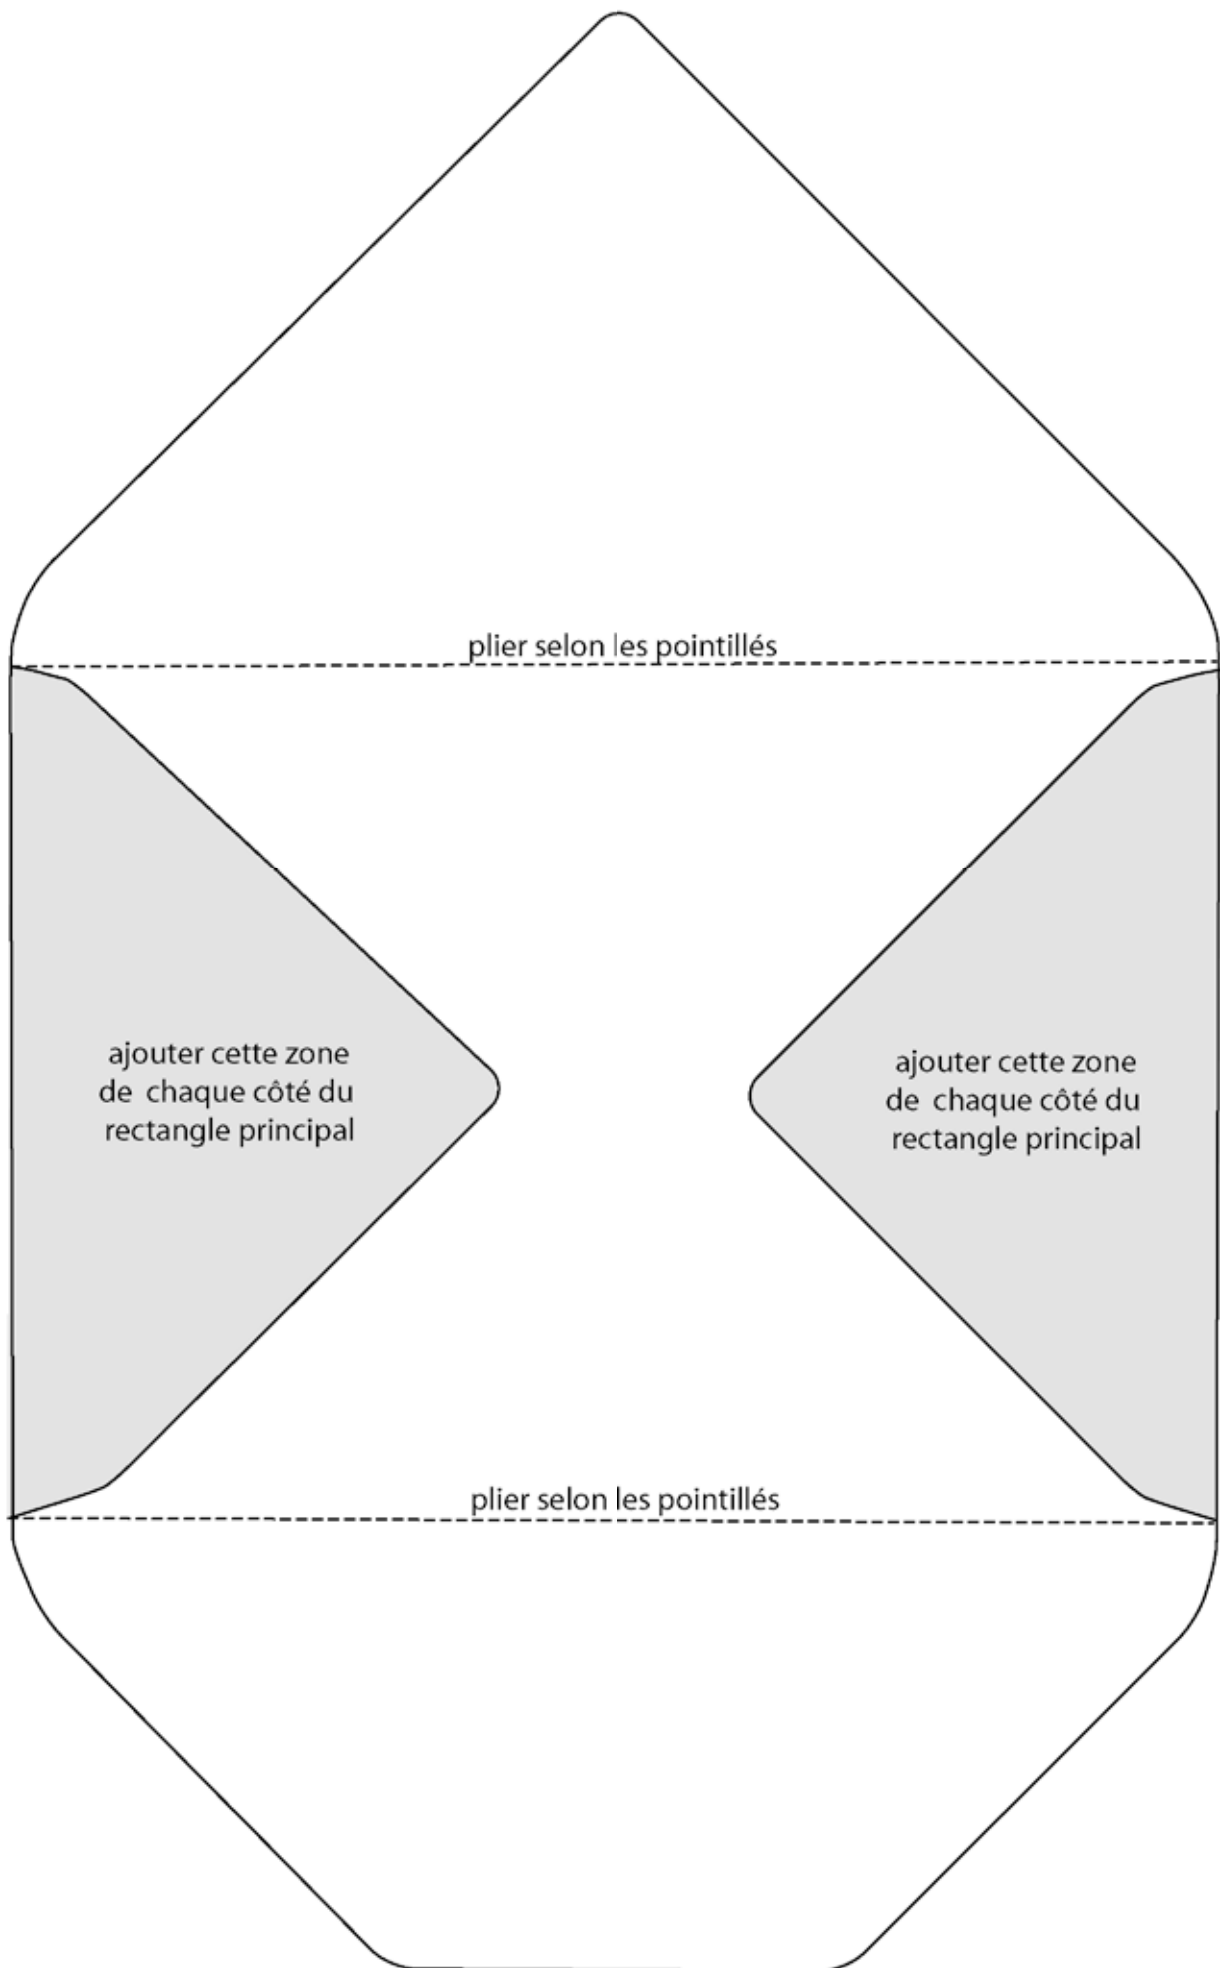 plier selon les pointillés
ajouter cette zone
de chaque côté du
rectangle principal
ajouter cette zone
de chaque côté du
rectangle principal
plier selon les pointillés